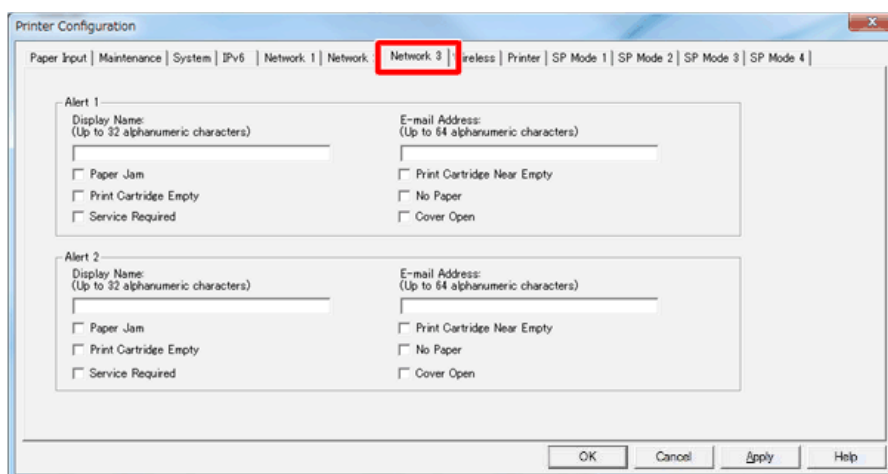 Printer Configuration
Paper Input | Maintenance | System | IPv6 | Network 1 | Network | Network 3 | Printer | SP Mode 1 | SP Mode 2 | SP Mode 3 | SP Mode 4
Alert 1
Display Name: E-mail Address:
(Up to 32 alphanumeric characters) (Up to 64 alphanumeric characters)
Paper Jam Print Cartridge Near Empty
Print Cartridge Empty No Paper
Service Required Cover Open
Alert 2
Display Name: E-mail Address:
(Up to 32 alphanumeric characters) (Up to 64 alphanumeric characters)
Paper Jam Print Cartridge Near Empty
Print Cartridge Empty No Paper
Service Required Cover Open
OK Cancel Apply Help